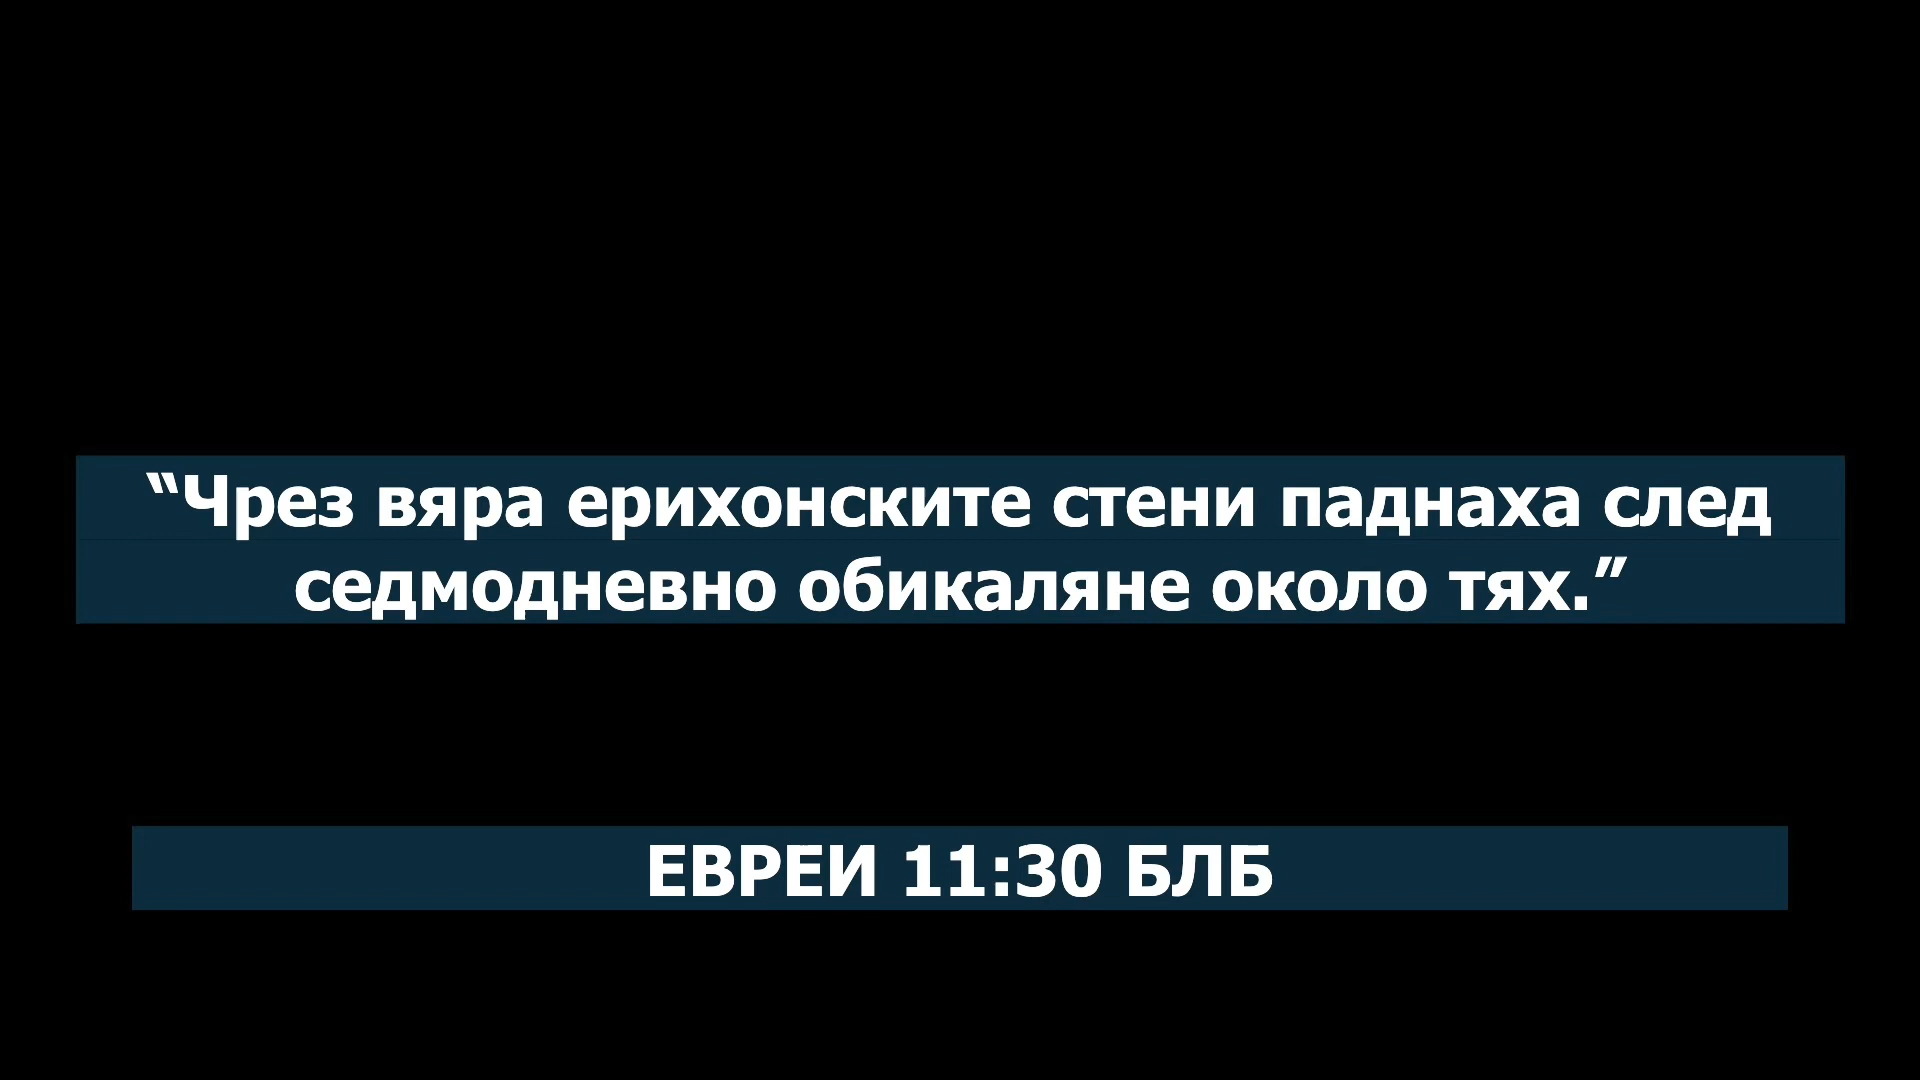 “Чрез вяра ерихонските стени паднаха след
седмодневно обикаляне около тях.”
ЕВРЕИ 11:30 БЛБ